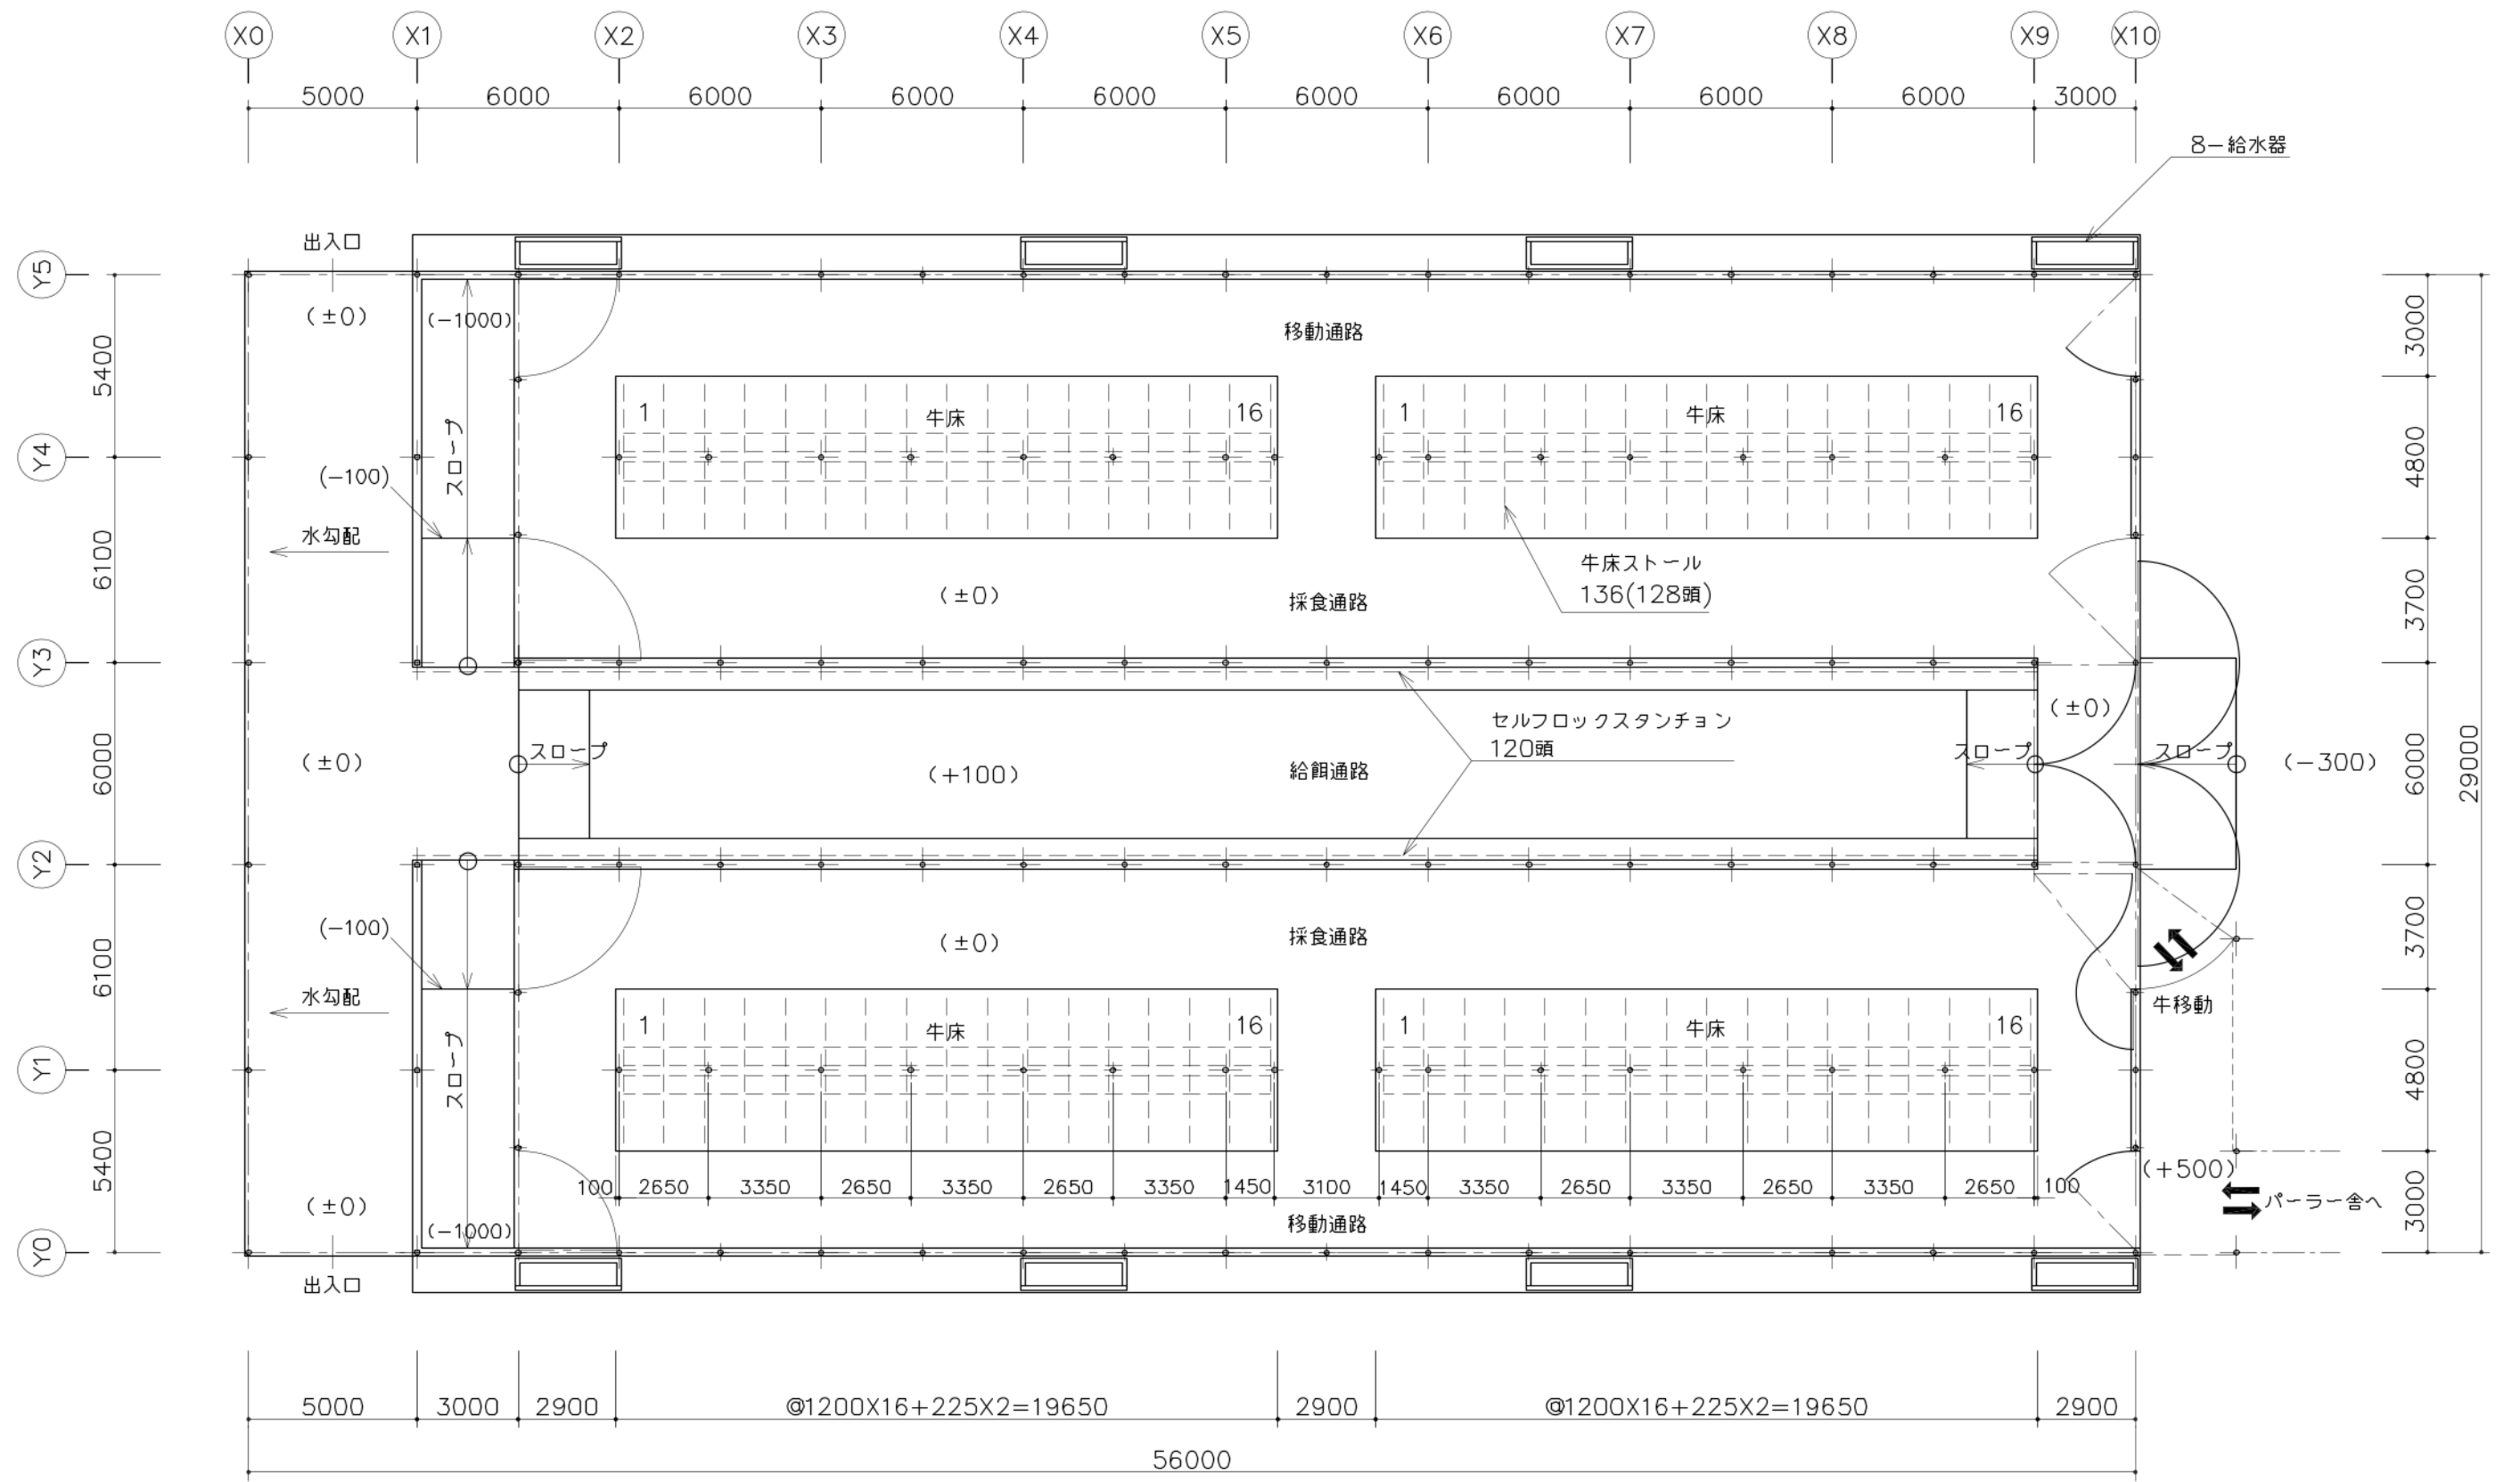 X0 X1 X2 X3 X4 X5 X6 X7 X8 X9 X10
5000 6000 6000 6000 6000 6000 6000 6000 6000 3000
8-給水器
出入口
Y5
(±0)
(-1000)
移動通路
5400
3000
スロープ
1 牛床 16
1 牛床 16
Y4
4800
(-100)
水勾配
6100
牛床ストール
136(128頭)
(±0)
採食通路
3700
Y3
(±0)
セルフロックスタンチョン
120頭
スロープ
スロープ
スロープ
(±0)
(+100)
給餌通路
(-300)
6000
6000
29000
Y2
(-100)
(±0)
採食通路
3700
6100
水勾配
牛移動
1 牛床 16
1 牛床 16
スロープ
Y1
4800
5400
(+500)
100 2650 3350 2650 3350 2650 3350 1450 3100 1450 3350 2650 3350 2650 3350 2650 100
パーラー舎へ
(±0)
(-1000)
移動通路
3000
Y0
出入口
5000 3000 2900 @1200X16+225X2=19650 2900 @1200X16+225X2=19650 2900
56000